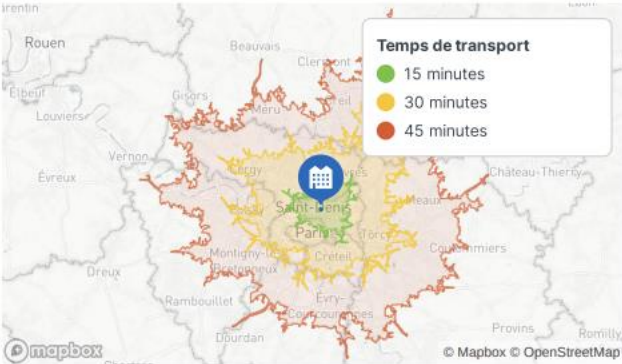 Rouen
Beauvais
Clermont
Temps de transport
15 minutes
30 minutes
45 minutes
Elbeuf
Louviers
Gisors
Méru
Vernon
Évreux
Cergy
Château-Thierry
Saint-Denis
Meaux
Paris
Torcy
Montigny-le-
Bretonneux
Créteil
Coulommiers
Dreux
Rambouillet
Évry-
Courcouronnes
Dourdan
Provins
Romilly
mapbox
© Mapbox © OpenStreetMap